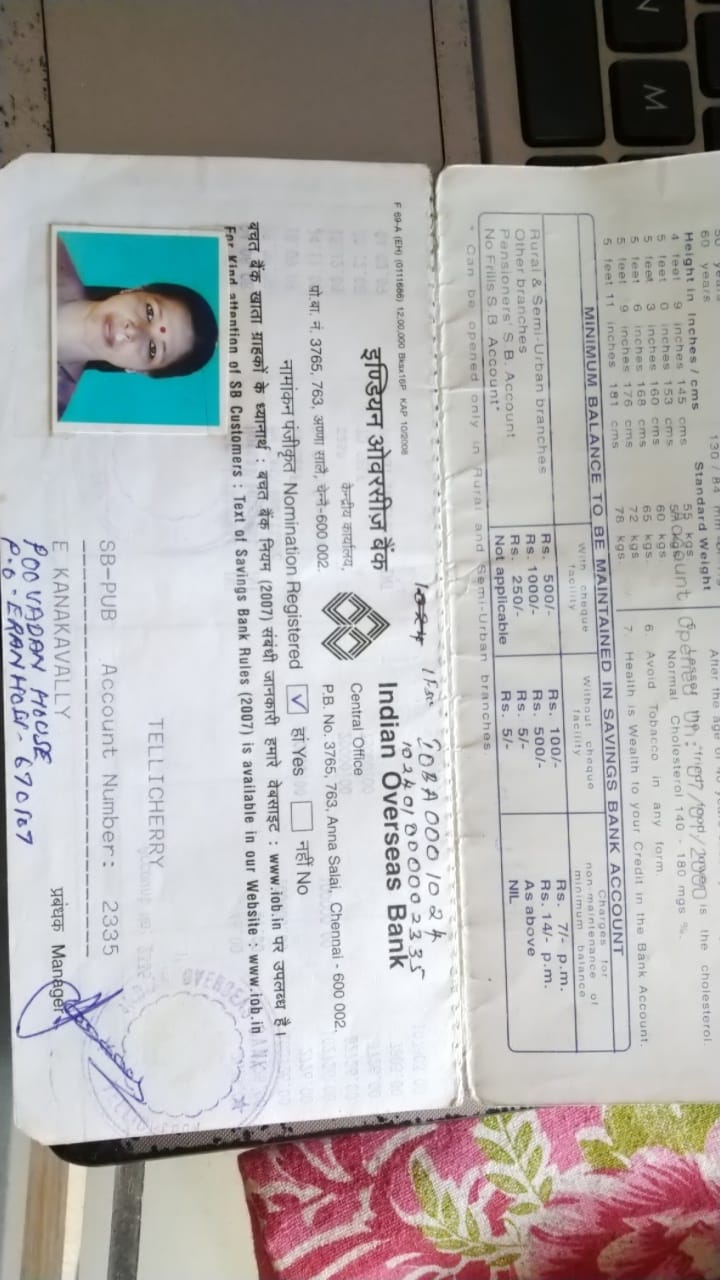 60 years 130 / 84
After the age of
is the cholesterol
Height in Inches / cms Standard Weight
4 feet 9 inches 145 cms 55 kgs.
5 feet 0 inches 153 cms
5 feet 3 inches 160 cms 60 kgs
5 feet 6 inches 168 cms 65 kgs.
5 feet 9 inches 176 cms 72 kgs
5 feet 11 inches 181 cms 78 kgs
Normal Cholesterol 140 - 180 mgs %.
6. Avoid Tobacco in any form.
7. Health is Wealth to your Credit in the Bank Account.
Account Opened On:
MINIMUM BALANCE TO BE MAINTAINED IN SAVINGS BANK ACCOUNT
With cheque facility Without cheque facility Charges for non-maintenance of minimum balance
Rural & Semi-Urban branches Rs. 500/- Rs. 100/- Rs. 7/- p.m.
Other branches Rs. 1000/- Rs. 500/- Rs. 14/- p.m.
Pensioners' S.B. Account Rs. 250/- Rs. 5/- As above
No Frills S.B Account* Not applicable Rs. 5/- NIL
* Can be opened only in Rural and Semi-Urban branches.
IOBA0001024
102401000002335
F 69-A (EH) (0111686) 12,00,000 Bksx16P KAP 10/2008
इण्डियन ओवरसीज बैंक Indian Overseas Bank
केन्द्रीय कार्यालय, Central Office
पो.बा. नं. 3765, 763, अण्णा सालै, चेन्नै-600 002. P.B. No. 3765, 763, Anna Salai, Chennai - 600 002.
नामांकन पंजीकृत Nomination Registered ✓ हां Yes नहीं No
बचत बैंक खाता ग्राहकों के ध्यानार्थ : बचत बैंक नियम (2007) संबंधी जानकारी हमारे वेबसाइट : www.iob.in पर उपलब्ध है।
For Kind attention of SB Customers : Text of Savings Bank Rules (2007) is available in our Website : www.iob.in
TELLICHERRY
SB-PUB Account Number: 2335
E KANAKAVALLY
प्रबंधक Manager
POOVADAN HOUSE
P.O - ERANHOLI - 670107
N
M